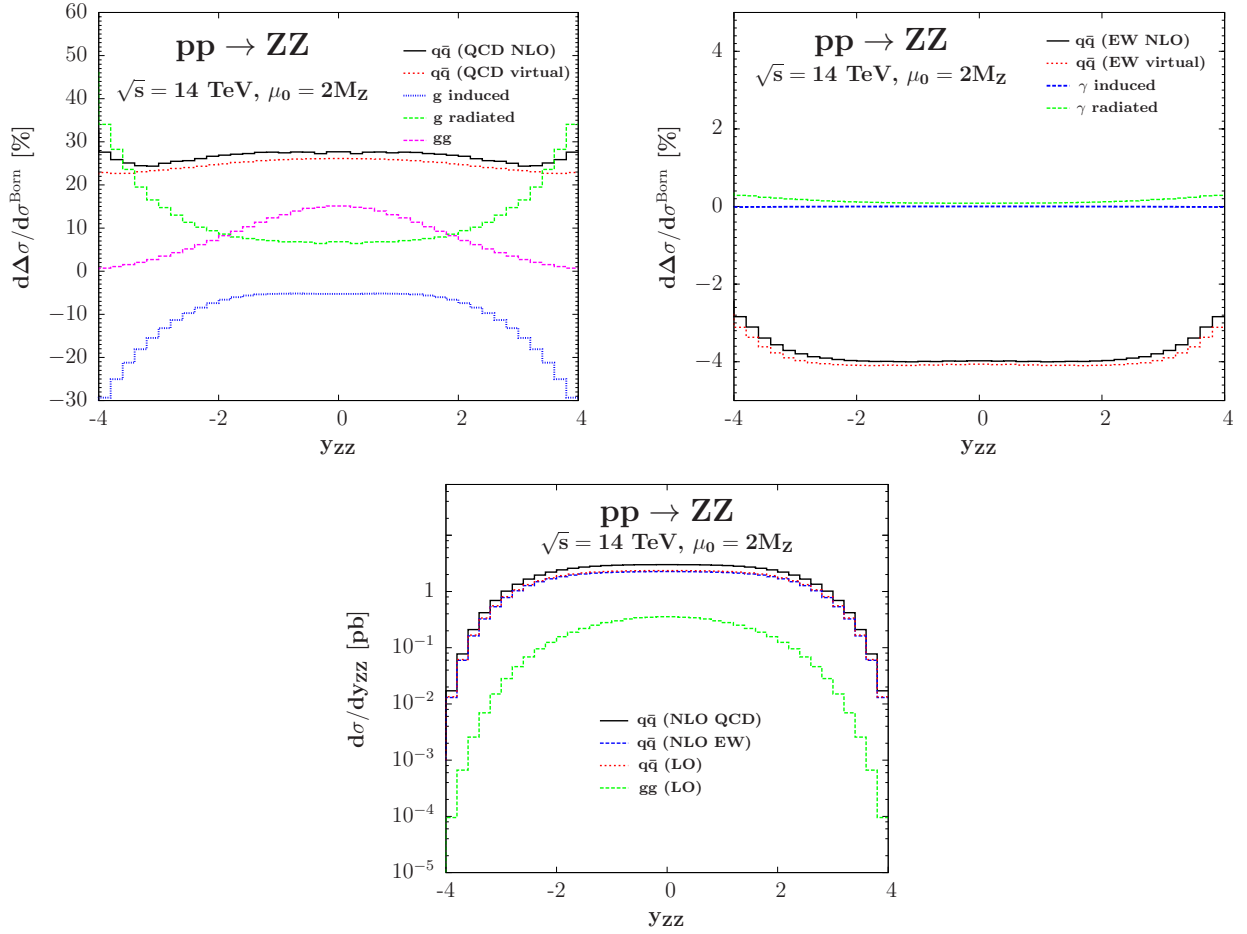 60
50
40
30
20
10
0
−10
−20
−30
-4
-2
0
2
4
dΔσ/dσ^Born [%]
yZZ
pp → ZZ
√s = 14 TeV, μ0 = 2MZ
qq̄ (QCD NLO)
qq̄ (QCD virtual)
g induced
g radiated
gg
4
2
0
−2
−4
-4
-2
0
2
4
dΔσ/dσ^Born [%]
yZZ
pp → ZZ
√s = 14 TeV, μ0 = 2MZ
qq̄ (EW NLO)
qq̄ (EW virtual)
γ induced
γ radiated
1
10^−1
10^−2
10^−3
10^−4
10^−5
-4
-2
0
2
4
dσ/dyZZ [pb]
yZZ
pp → ZZ
√s = 14 TeV, μ0 = 2MZ
qq̄ (NLO QCD)
qq̄ (NLO EW)
qq̄ (LO)
gg (LO)